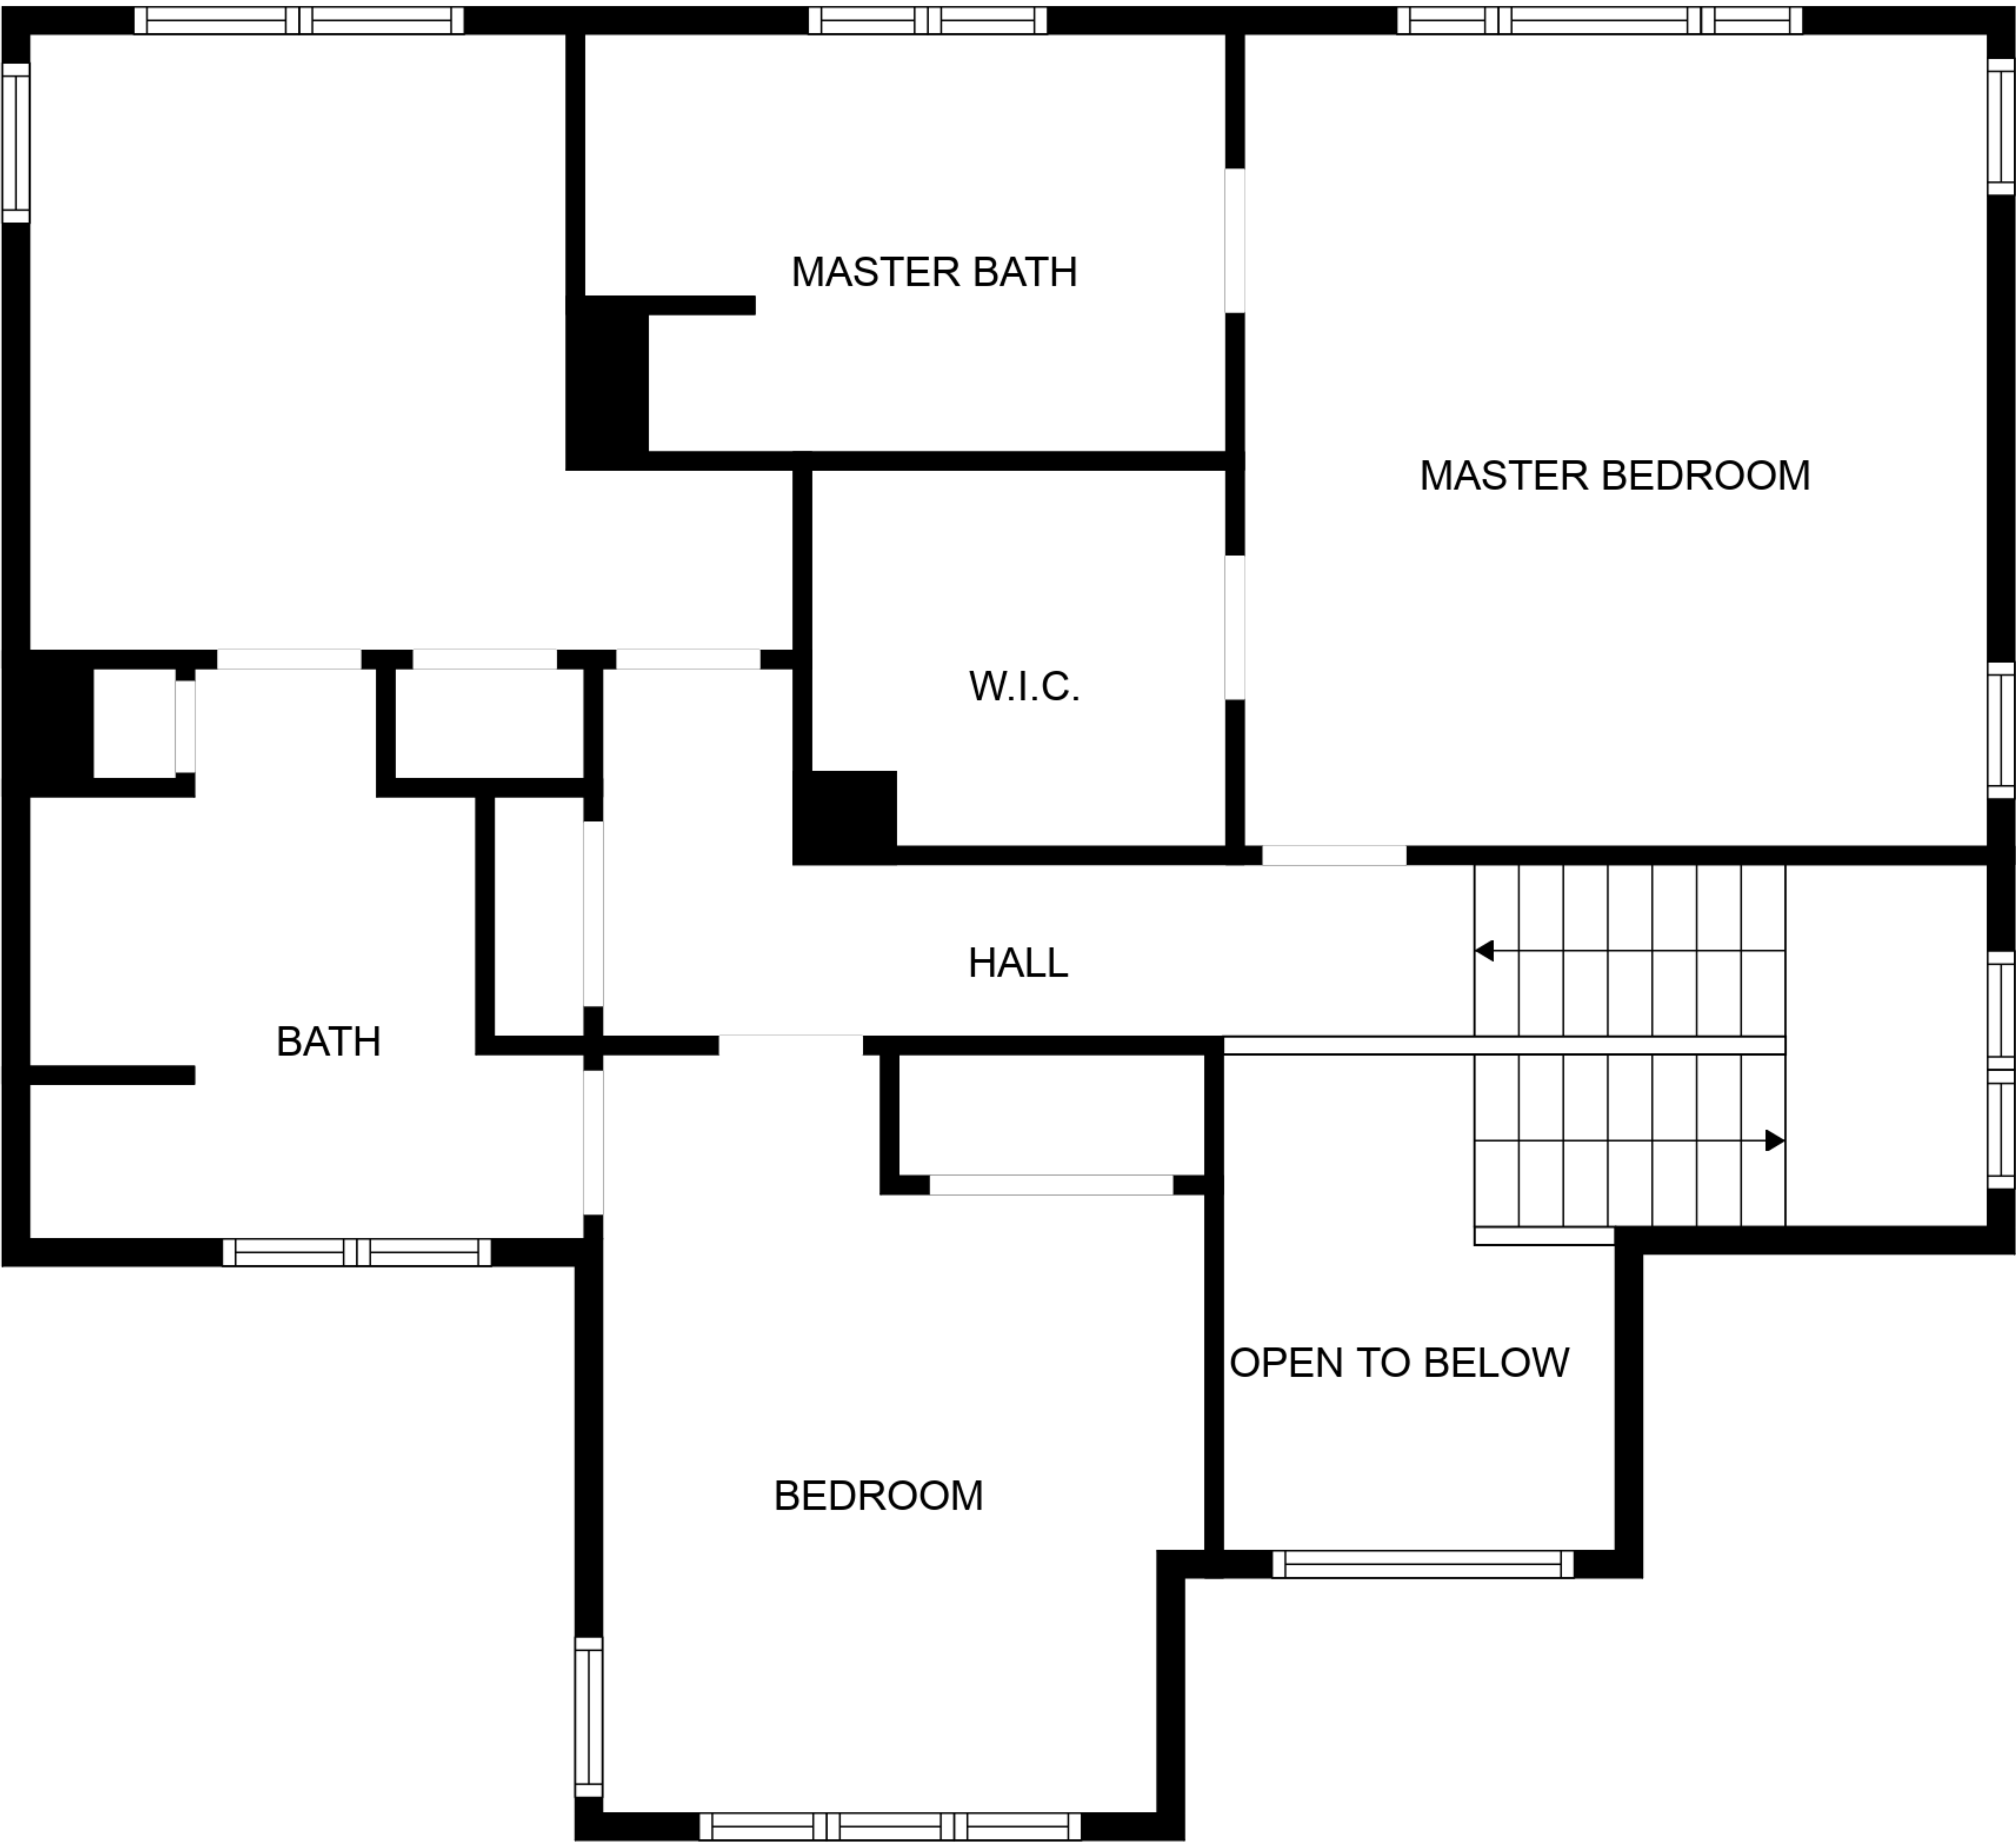 MASTER BATH
MASTER BEDROOM
W.I.C.
HALL
BATH
OPEN TO BELOW
BEDROOM